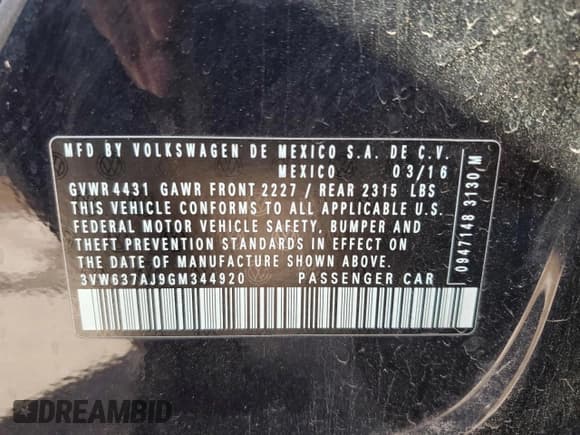 MFD BY VOLKSWAGEN DE MEXICO S.A. DE C.V.
MEXICO 03/16
GVWR 4431 GAWR FRONT 2227 / REAR 2315 LBS
THIS VEHICLE CONFORMS TO ALL APPLICABLE U.S.
FEDERAL MOTOR VEHICLE SAFETY, BUMPER AND
THEFT PREVENTION STANDARDS IN EFFECT ON
THE DATE OF MANUFACTURE SHOWN ABOVE.
3VW637AJ9GM344920 PASSENGER CAR
0947148 3T30/M
DREAMBID